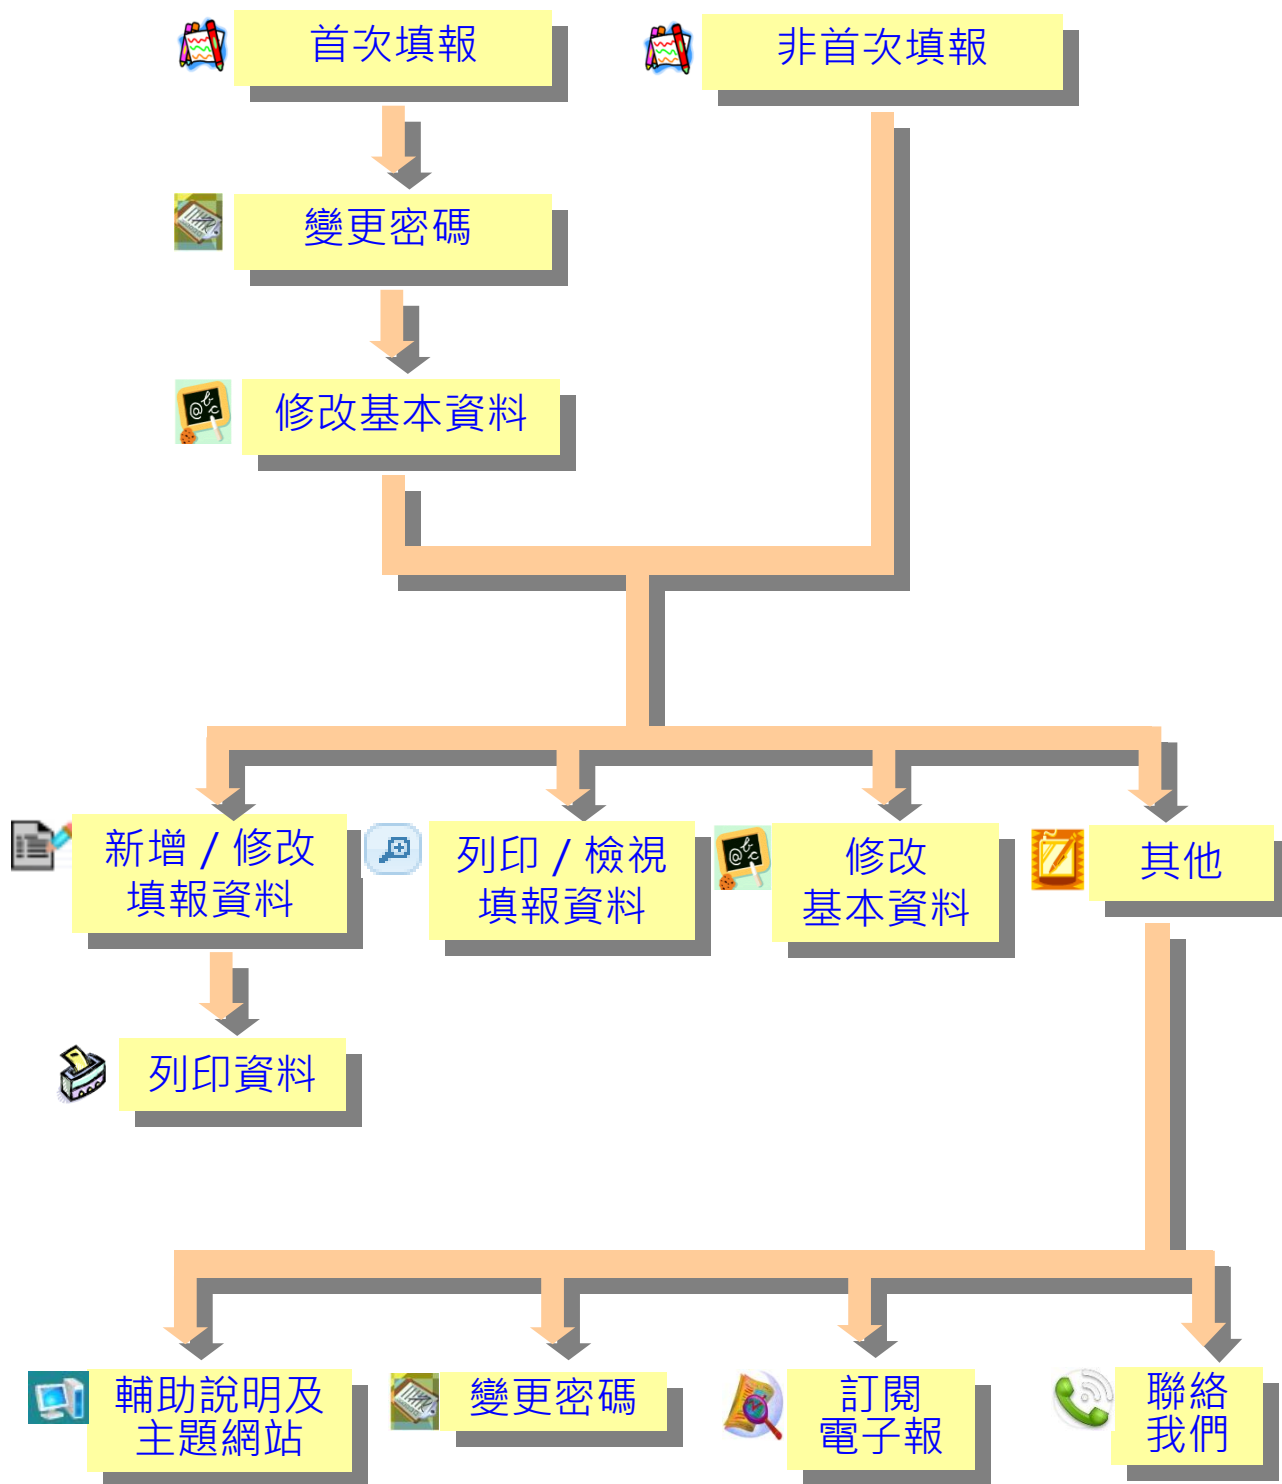 首次填報
非首次填報
變更密碼
修改基本資料
新增 / 修改
填報資料
列印 / 檢視
填報資料
修改
基本資料
其他
列印資料
輔助說明及
主題網站
變更密碼
訂閱
電子報
聯絡
我們